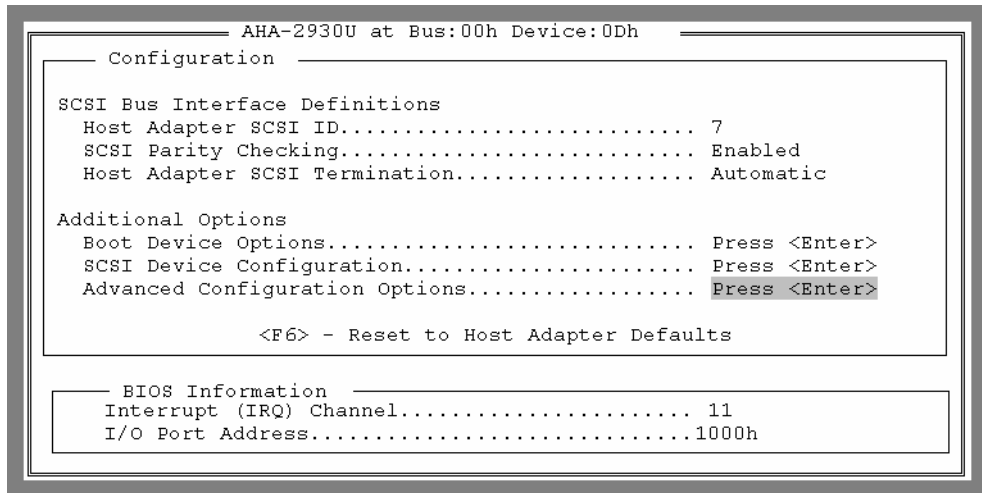 AHA-2930U at Bus:00h Device:0Dh
Configuration
SCSI Bus Interface Definitions
Host Adapter SCSI ID............................ 7
SCSI Parity Checking............................ Enabled
Host Adapter SCSI Termination................... Automatic
Additional Options
Boot Device Options............................. Press <Enter>
SCSI Device Configuration....................... Press <Enter>
Advanced Configuration Options.................. Press <Enter>
<F6> - Reset to Host Adapter Defaults
BIOS Information
Interrupt (IRQ) Channel....................... 11
I/O Port Address..............................1000h